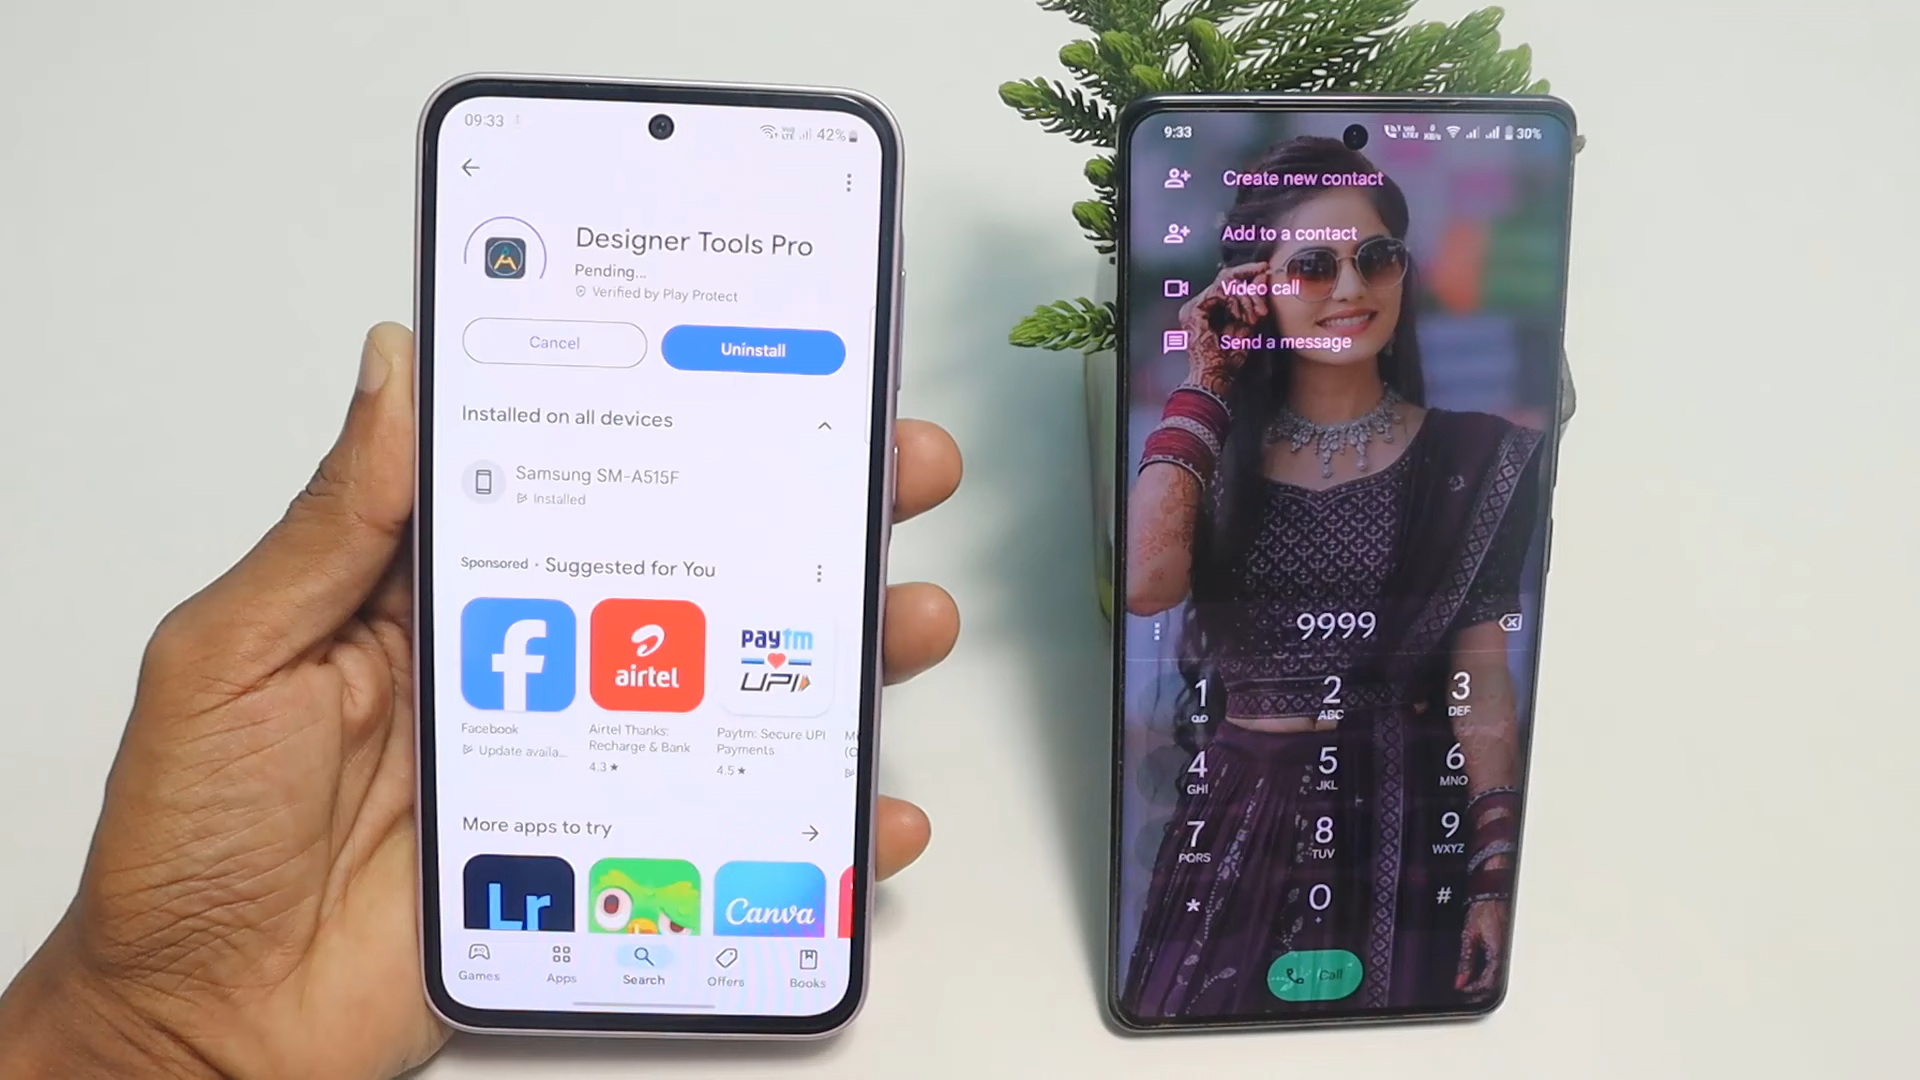 09:33
42%
Designer Tools Pro
Pending...
Verified by Play Protect
Cancel
Uninstall
Installed on all devices
Samsung SM-A515F
Installed
Sponsored · Suggested for You
f
airtel
paytm
UPI
Facebook
Update availa...
Airtel Thanks:
Recharge & Bank
4.3★
Paytm: Secure UPI
Payments
4.5★
More apps to try
Lr
Canva
Games
Apps
Search
Offers
Books
9:33
30%
Create new contact
Add to a contact
Video call
Send a message
9999
1
2
ABC
3
DEF
4
GHI
5
JKL
6
MNO
7
PQRS
8
TUV
9
WXYZ
*
0
+
#
Call